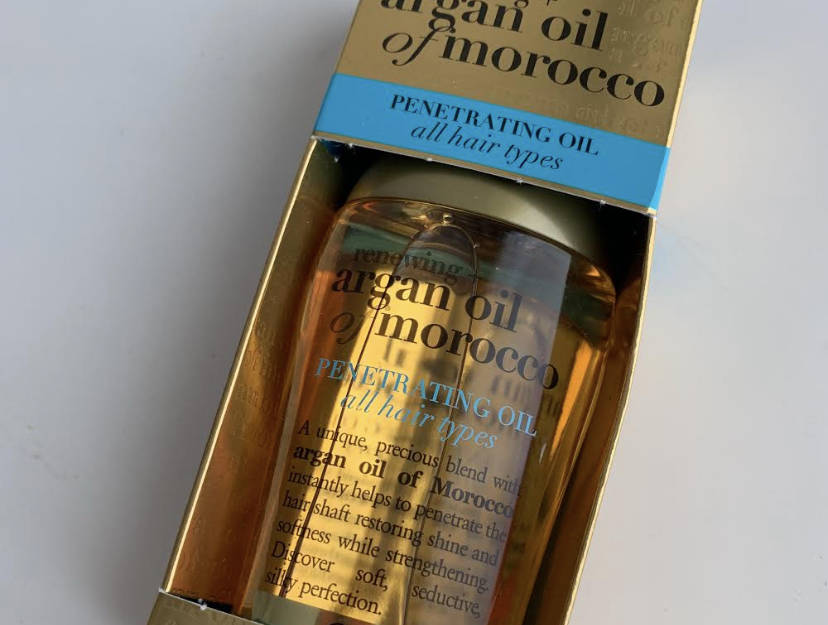 argan oil
of morocco
PENETRATING OIL
all hair types
renewing
argan oil
of morocco
PENETRATING OIL
all hair types
A unique, precious blend with
argan oil of Morocco
instantly helps to penetrate the
hair shaft restoring shine and
softness while strengthening.
Discover soft, seductive,
silky perfection.